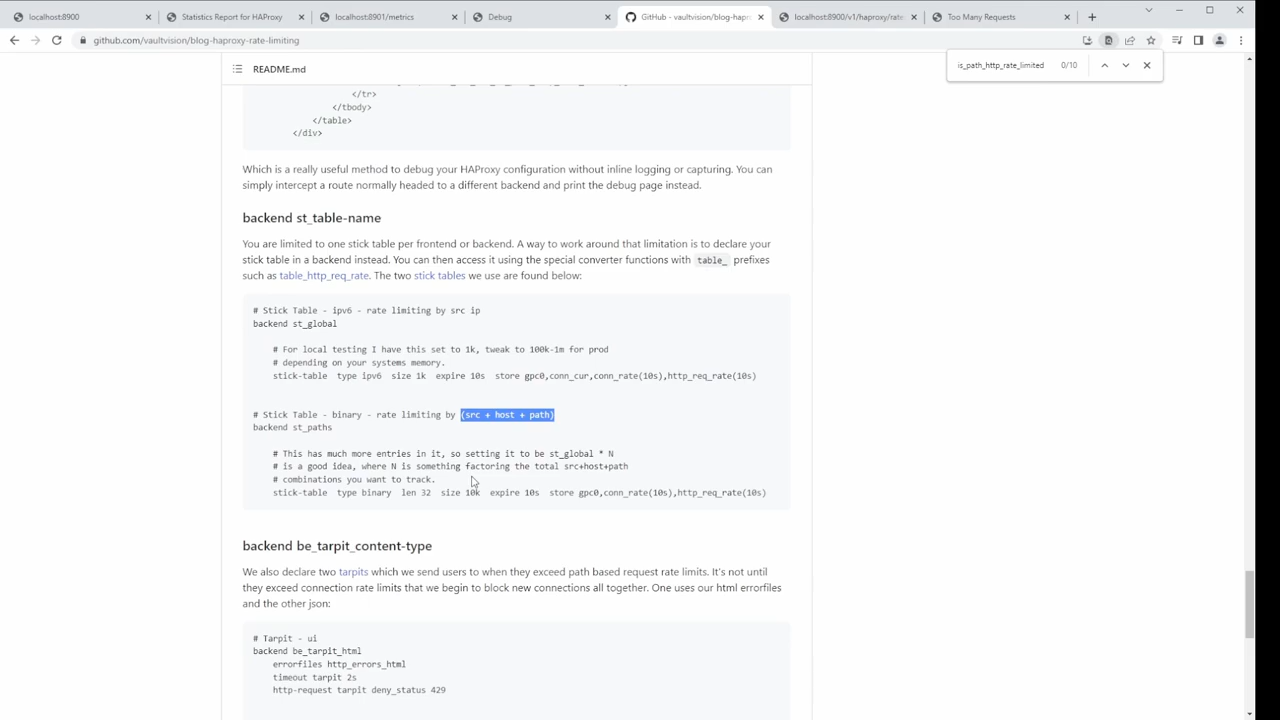 localhost:8900
Statistics Report for HAProxy
localhost:8901/metrics
Debug
GitHub - vaultvision/blog-hapro
localhost:8900/v1/haproxy/rate
Too Many Requests
github.com/vaultvision/blog-haproxy-rate-limiting
is_path_http_rate_limited 0/10
README.md
</tr>
</tbody>
</table>
</div>
Which is a really useful method to debug your HAProxy configuration without inline logging or capturing. You can
simply intercept a route normally headed to a different backend and print the debug page instead.
backend st_table-name
You are limited to one stick table per frontend or backend. A way to work around that limitation is to declare your
stick table in a backend instead. You can then access it using the special converter functions with table_ prefixes
such as table_http_req_rate. The two stick tables we use are found below:
# Stick Table - ipv6 - rate limiting by src ip
backend st_global
# For local testing I have this set to 1k, tweak to 100k-1m for prod
# depending on your systems memory.
stick-table type ipv6 size 1k expire 10s store gpc0,conn_cur,conn_rate(10s),http_req_rate(10s)
# Stick Table - binary - rate limiting by (src + host + path)
backend st_paths
# This has much more entries in it, so setting it to be st_global * N
# is a good idea, where N is something factoring the total src+host+path
# combinations you want to track.
stick-table type binary len 32 size 10k expire 10s store gpc0,conn_rate(10s),http_req_rate(10s)
backend be_tarpit_content-type
We also declare two tarpits which we send users to when they exceed path based request rate limits. It's not until
they exceed connection rate limits that we begin to block new connections all together. One uses our html errorfiles
and the other json:
# Tarpit - ui
backend be_tarpit_html
errorfiles http_errors_html
timeout tarpit 2s
http-request tarpit deny_status 429